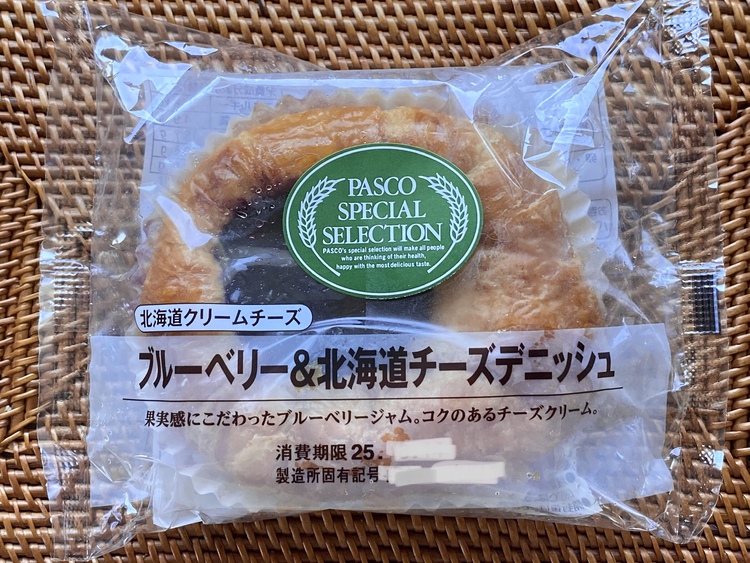 PASCO
SPECIAL
SELECTION
PASCO's special selection will make all people
who are thinking of their health,
happy with the most delicious taste.
北海道クリームチーズ
ブルーベリー&北海道チーズデニッシュ
果実感にこだわったブルーベリージャム。コクのあるチーズクリーム。
消費期限 25.
製造所固有記号